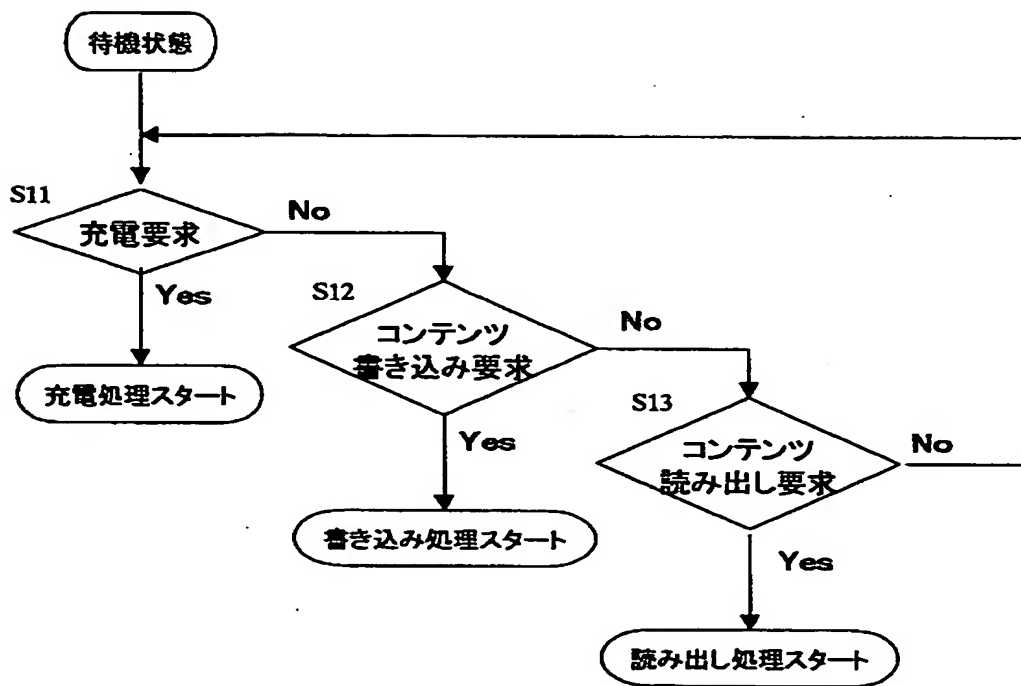 待機状態
S11
充電要求
No
Yes
充電処理スタート
S12
コンテンツ
書き込み要求
No
Yes
書き込み処理スタート
S13
コンテンツ
読み出し要求
No
Yes
読み出し処理スタート